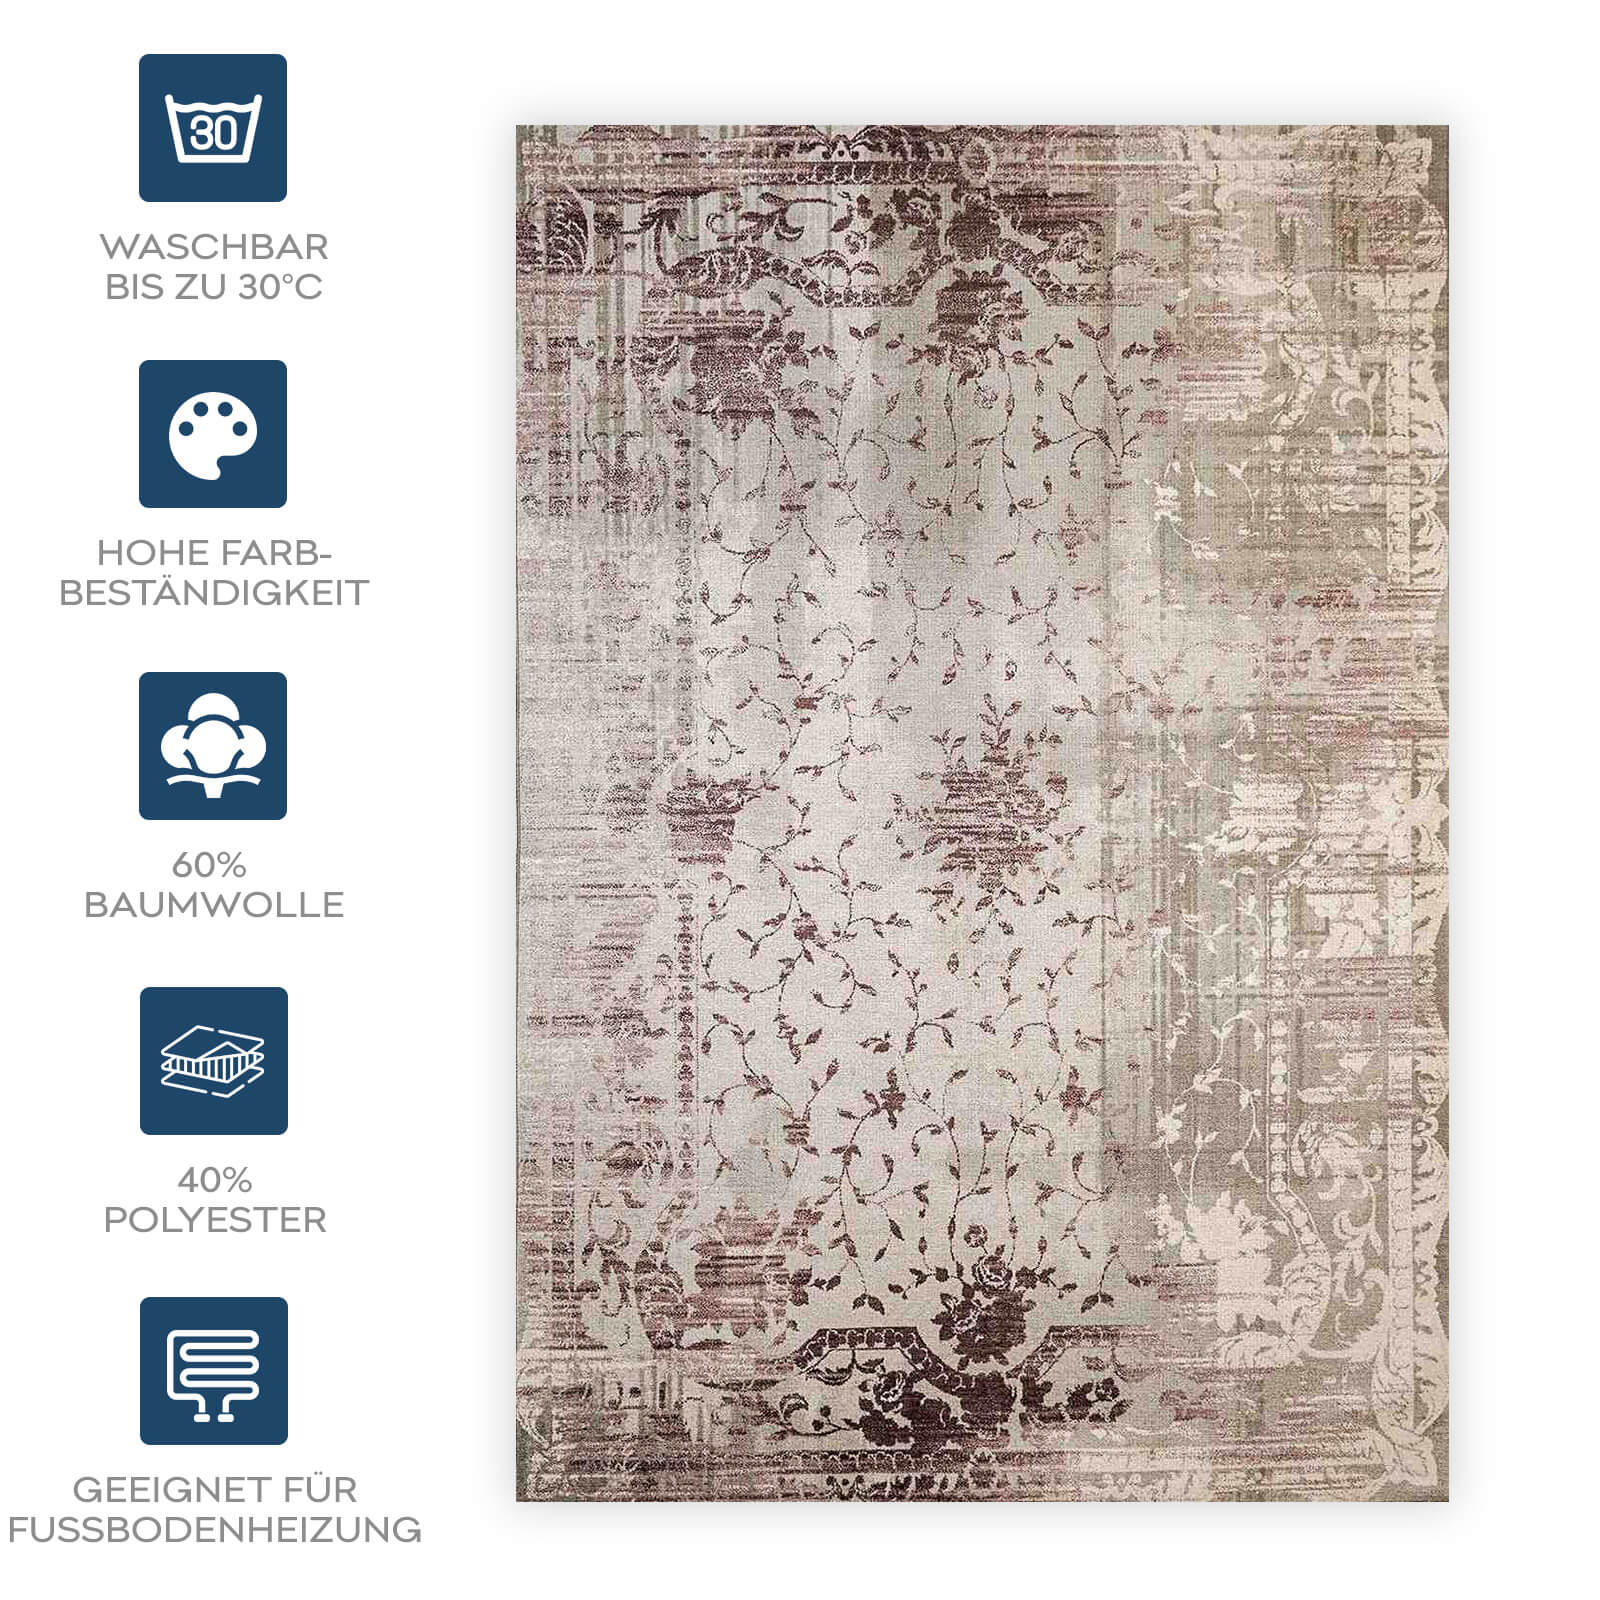 30
WASCHBAR
BIS ZU 30°C
HOHE FARB-
BESTÄNDIGKEIT
60%
BAUMWOLLE
40%
POLYESTER
GEEIGNET FÜR
FUSSBODENHEIZUNG